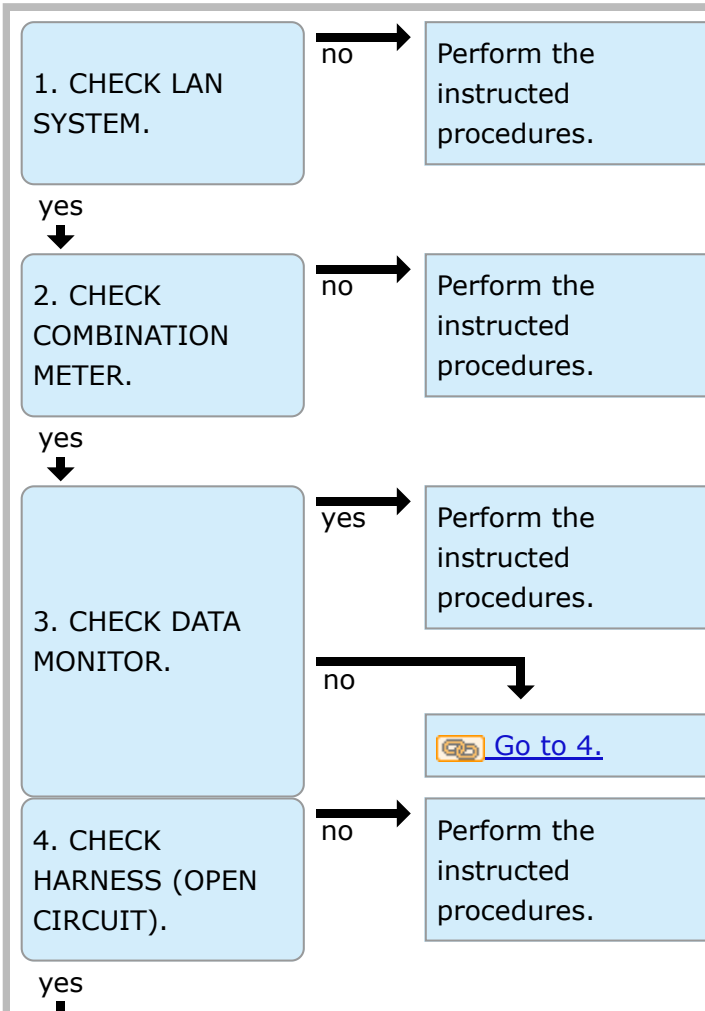 1. CHECK LAN
SYSTEM.
no
Perform the
instructed
procedures.
yes
2. CHECK
COMBINATION
METER.
no
Perform the
instructed
procedures.
yes
3. CHECK DATA
MONITOR.
yes
Perform the
instructed
procedures.
no
Go to 4.
4. CHECK
HARNESS (OPEN
CIRCUIT).
no
Perform the
instructed
procedures.
yes